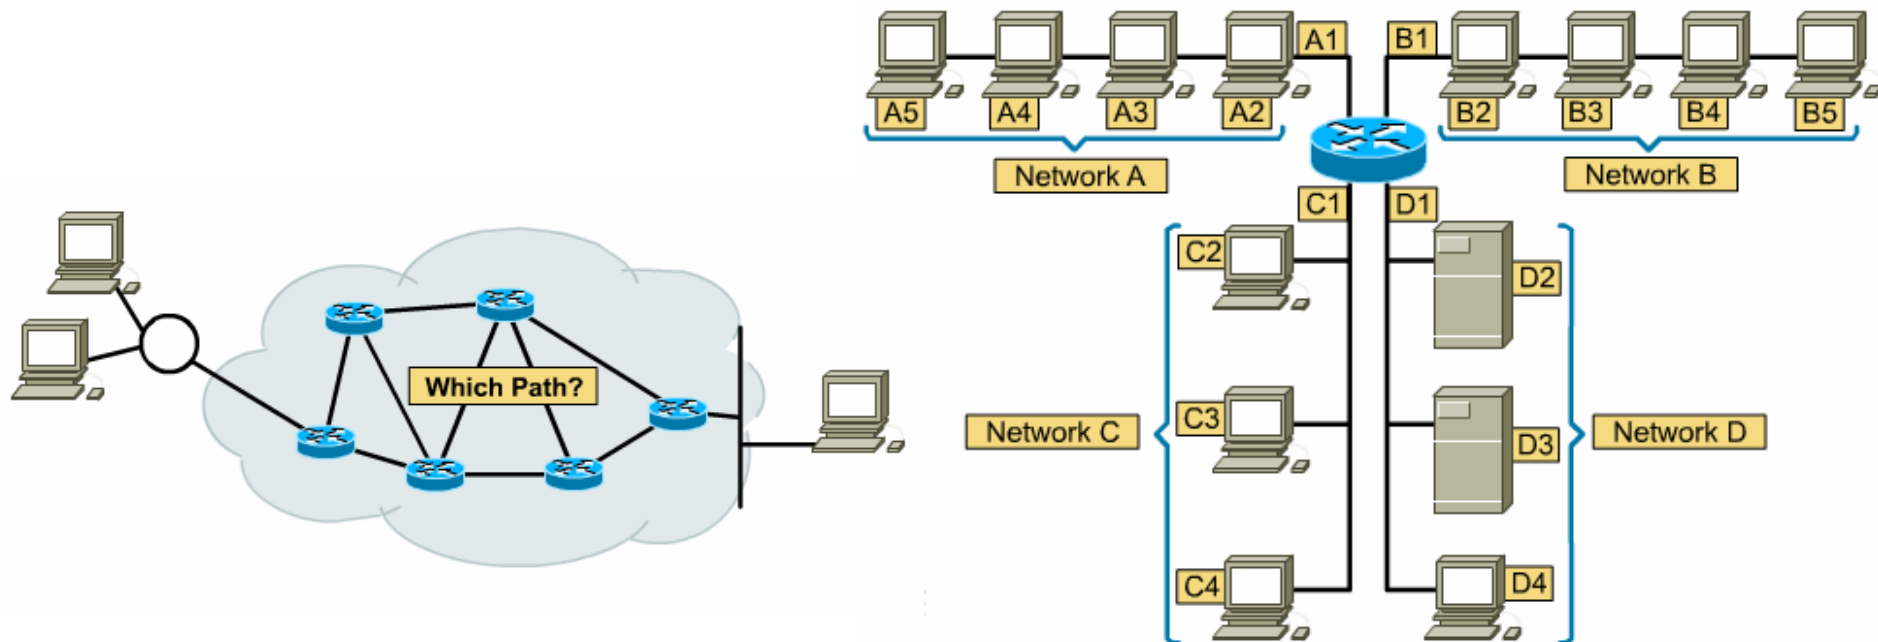 Which Path?
A1
B1
A5
A4
A3
A2
B2
B3
B4
B5
Network A
Network B
C1
D1
C2
D2
C3
D3
Network C
Network D
C4
D4